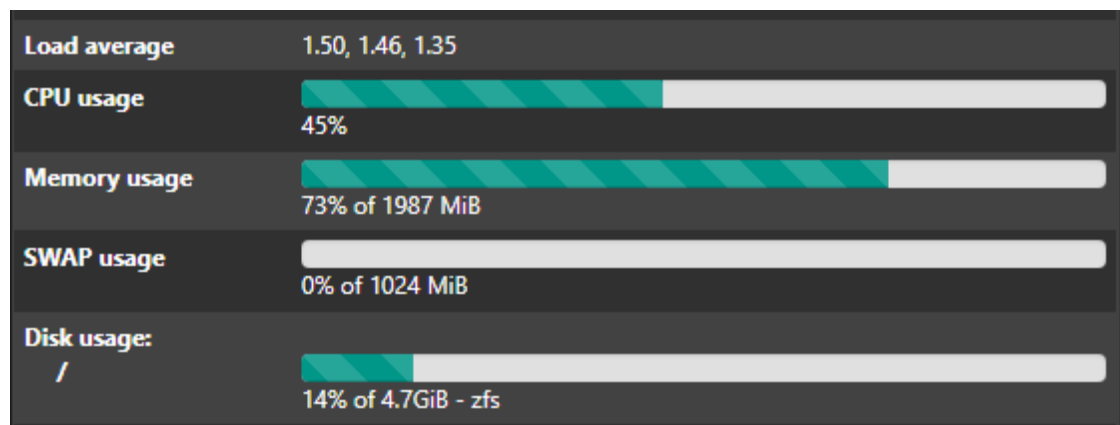 Load average 1.50, 1.46, 1.35
CPU usage
45%
Memory usage
73% of 1987 MiB
SWAP usage
0% of 1024 MiB
Disk usage:
/
14% of 4.7GiB - zfs